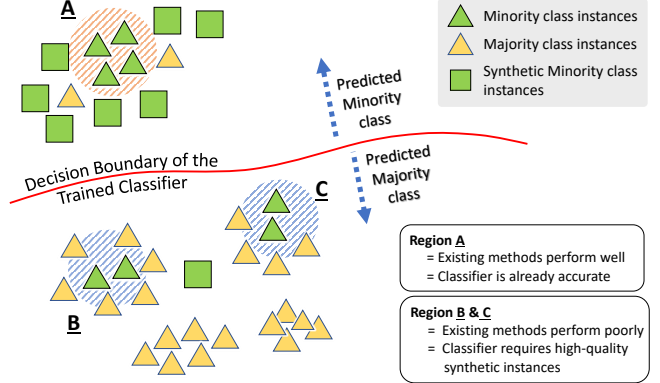 A
Minority class instances
Majority class instances
Synthetic Minority class
instances
Predicted
Minority
class
Decision Boundary of the
Trained Classifier
Predicted
Majority
class
C
B
Region A
= Existing methods perform well
= Classifier is already accurate
Region B & C
= Existing methods perform poorly
= Classifier requires high-quality
synthetic instances